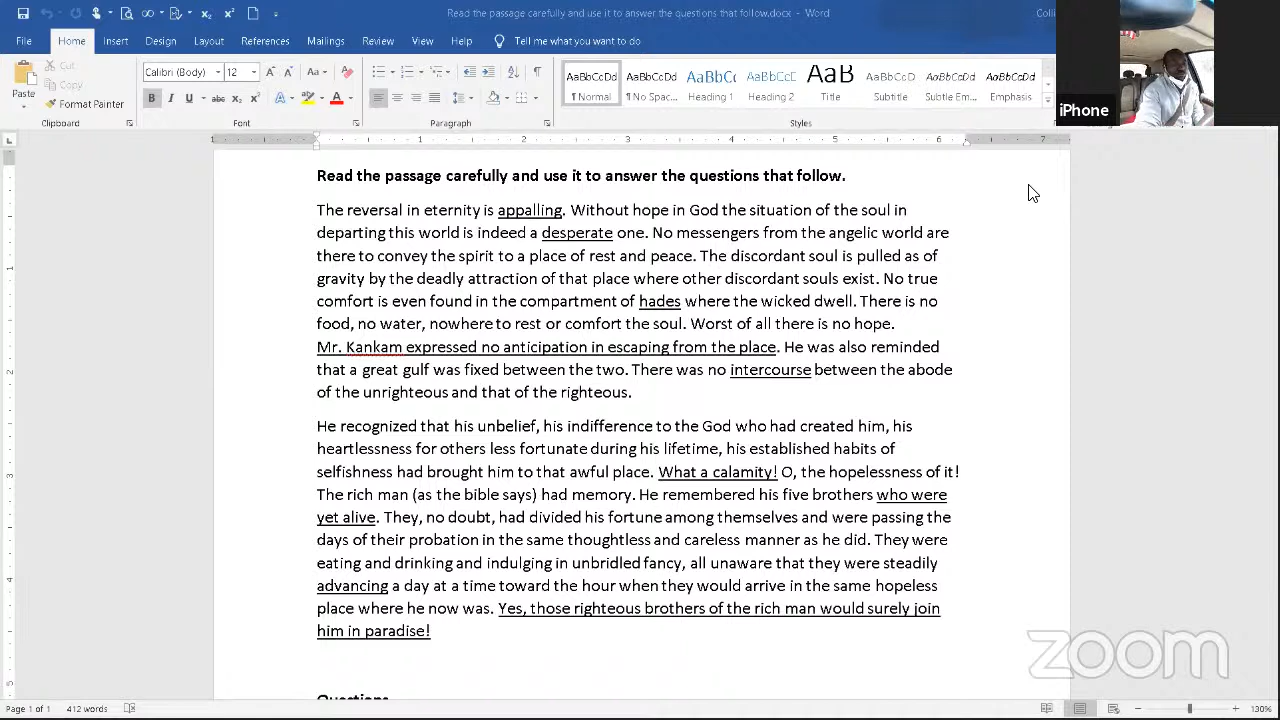 Read the passage carefully and use it to answer the questions that follow.docx - Word
Colli
File Home Insert Design Layout References Mailings Review View Help Tell me what you want to do
Paste
Cut
Copy
Format Painter
Clipboard
Calibri (Body) 12
Font
Paragraph
AaBbCcDd AaBbCcDd AaBbC( AaBbCcC AaB AaBbCcD AaBbCcDd AaBbCcDd
¶ Normal ¶ No Spac... Heading 1 Heading 2 Title Subtitle Subtle Em... Emphasis
Styles
iPhone
1 1 2 3 4 5 6 7
Read the passage carefully and use it to answer the questions that follow.
The reversal in eternity is appalling. Without hope in God the situation of the soul in
departing this world is indeed a desperate one. No messengers from the angelic world are
there to convey the spirit to a place of rest and peace. The discordant soul is pulled as of
gravity by the deadly attraction of that place where other discordant souls exist. No true
comfort is even found in the compartment of hades where the wicked dwell. There is no
food, no water, nowhere to rest or comfort the soul. Worst of all there is no hope.
Mr. Kankam expressed no anticipation in escaping from the place. He was also reminded
that a great gulf was fixed between the two. There was no intercourse between the abode
of the unrighteous and that of the righteous.
He recognized that his unbelief, his indifference to the God who had created him, his
heartlessness for others less fortunate during his lifetime, his established habits of
selfishness had brought him to that awful place. What a calamity! O, the hopelessness of it!
The rich man (as the bible says) had memory. He remembered his five brothers who were
yet alive. They, no doubt, had divided his fortune among themselves and were passing the
days of their probation in the same thoughtless and careless manner as he did. They were
eating and drinking and indulging in unbridled fancy, all unaware that they were steadily
advancing a day at a time toward the hour when they would arrive in the same hopeless
place where he now was. Yes, those righteous brothers of the rich man would surely join
him in paradise!
Questions
zoom
Page 1 of 1 412 words
130%